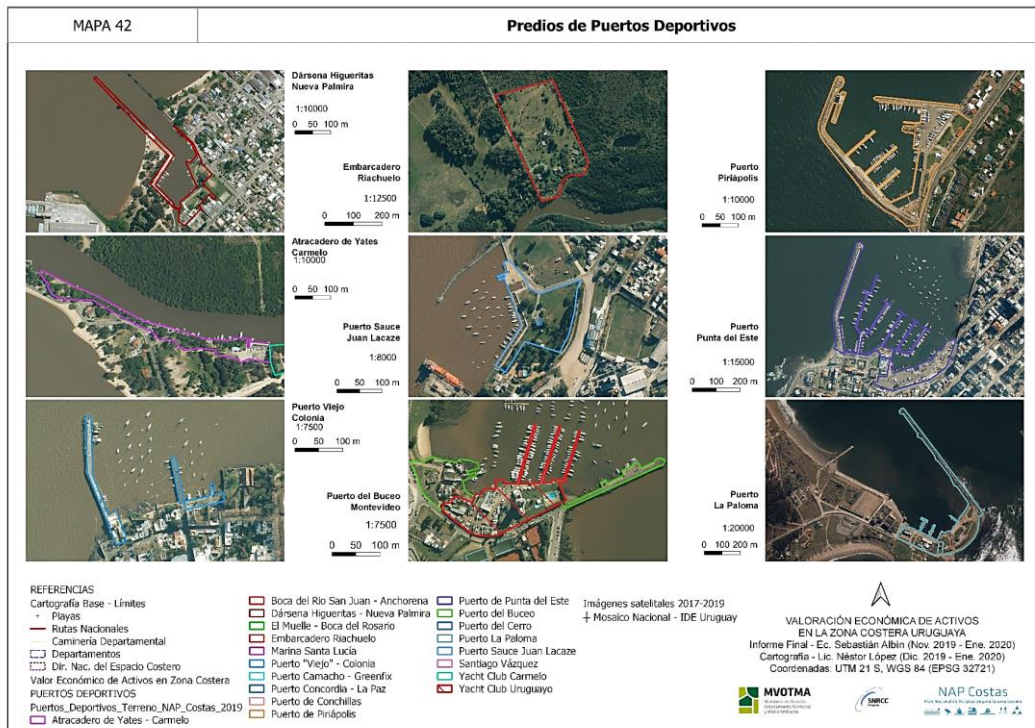 MAPA 42
Predios de Puertos Deportivos
Dársena Higueritas
Nueva Palmira
1:10000
0 50 100 m
Embarcadero
Riachuelo
1:12500
0 100 200 m
Puerto
Piriápolis
1:10000
0 50 100 m
Atracadero de Yates
Carmelo
1:10000
0 50 100 m
Puerto Sauce
Juan Lacaze
1:8000
0 50 100 m
Puerto
Punta del Este
1:15000
0 100 200 m
Puerto Viejo
Colonia
1:7500
0 50 100 m
Puerto del Buceo
Montevideo
1:7500
0 50 100 m
Puerto
La Paloma
1:20000
0 100 200 m
REFERENCIAS
Cartografía Base - Límites
Playas
Rutas Nacionales
Caminería Departamental
Departamentos
Dir. Nac. del Espacio Costero
Valor Económico de Activos en Zona Costera
PUERTOS DEPORTIVOS
Puertos_Deportivos_Terreno_NAP_Costas_2019
Atracadero de Yates - Carmelo
Boca del Rio San Juan - Anchorena
Dársena Higueritas - Nueva Palmira
El Muelle - Boca del Rosario
Embarcadero Riachuelo
Marina Santa Lucía
Puerto "Viejo" - Colonia
Puerto Camacho - Greenfix
Puerto Concordia - La Paz
Puerto de Conchillas
Puerto de Piriápolis
Puerto de Punta del Este
Puerto del Buceo
Puerto del Cerro
Puerto La Paloma
Puerto Sauce Juan Lacaze
Santiago Vázquez
Yacht Club Carmelo
Yacht Club Uruguayo
Imágenes satelitales 2017-2019
Mosaico Nacional - IDE Uruguay
VALORACIÓN ECONÓMICA DE ACTIVOS
EN LA ZONA COSTERA URUGUAYA
Informe Final - Ec. Sebastián Albín (Nov. 2019 - Ene. 2020)
Cartografía - Lic. Néstor López (Dic. 2019 - Ene. 2020)
Coordenadas: UTM 21 S, WGS 84 (EPSG 32721)
MVOTMA
SNRCC
NAP Costas